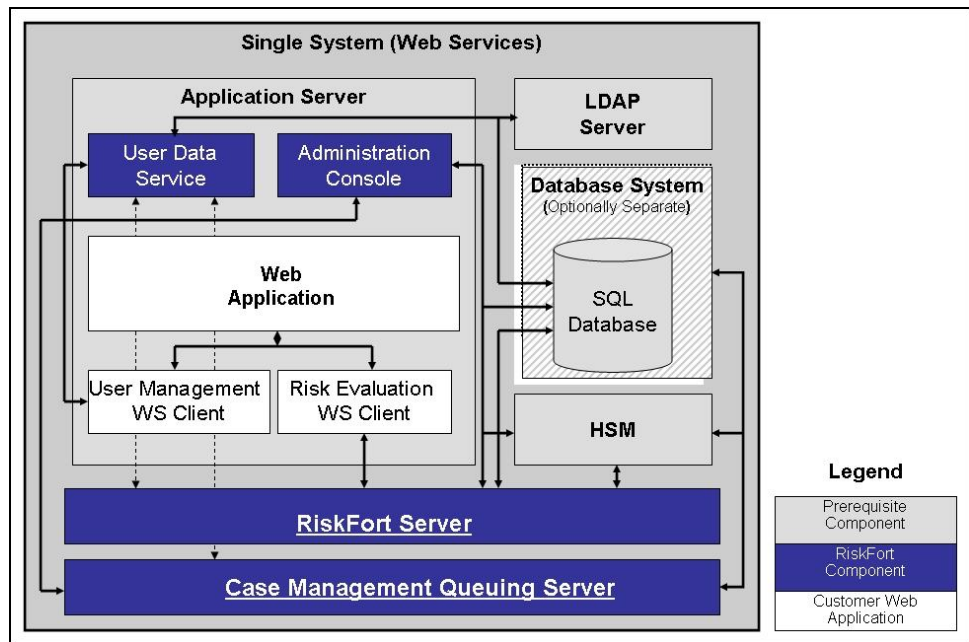 Single System (Web Services)
Application Server
User Data
Service
Administration
Console
LDAP
Server
Database System
(Optionally Separate)
SQL
Database
Web
Application
User Management
WS Client
Risk Evaluation
WS Client
HSM
RiskFort Server
Case Management Queuing Server
Legend
Prerequisite
Component
RiskFort
Component
Customer Web
Application